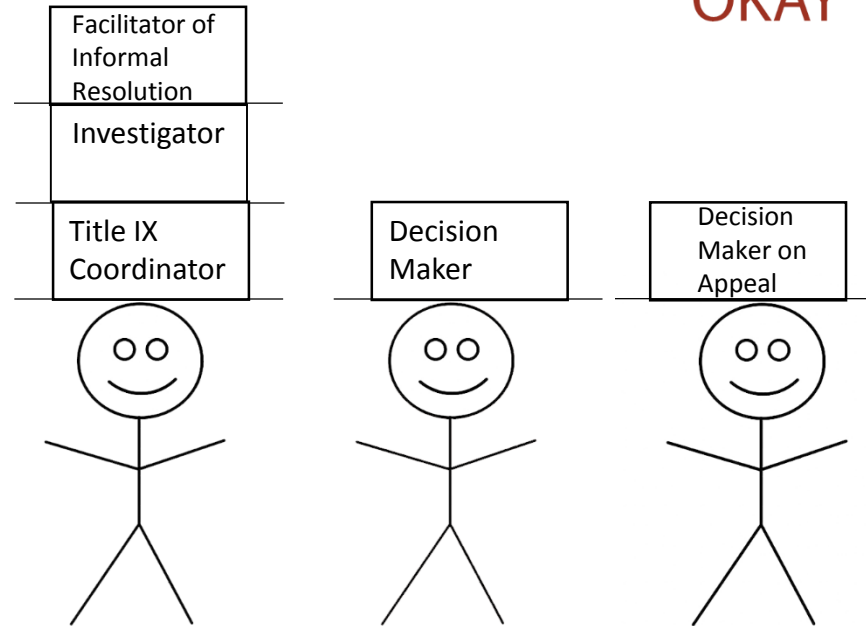 OKAY
Facilitator of
Informal
Resolution
Investigator
Title IX
Coordinator
Decision
Maker
Decision
Maker on
Appeal